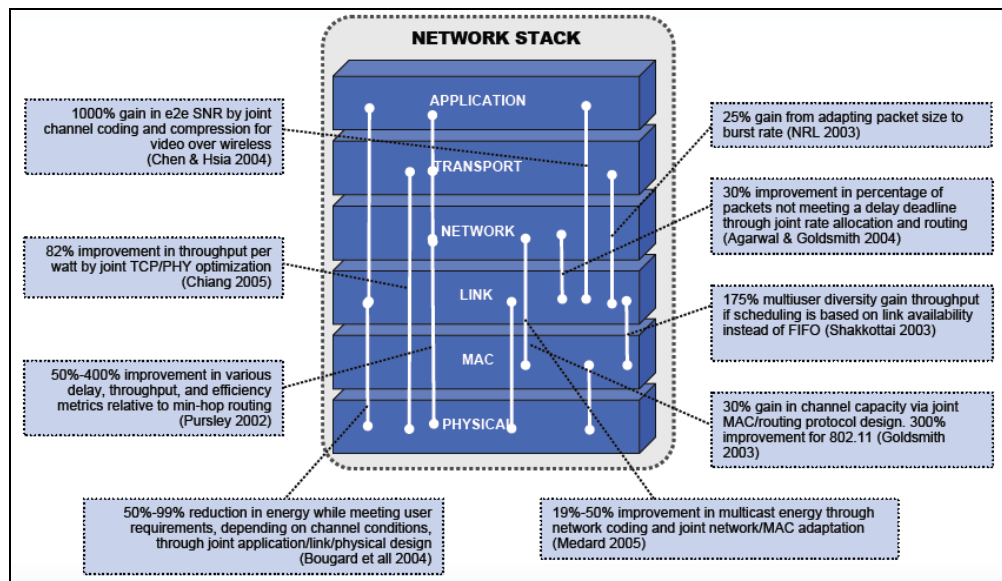 NETWORK STACK
APPLICATION
TRANSPORT
NETWORK
LINK
MAC
PHYSICAL
1000% gain in e2e SNR by joint
channel coding and compression for
video over wireless
(Chen & Hsia 2004)
82% improvement in throughput per
watt by joint TCP/PHY optimization
(Chiang 2005)
50%-400% improvement in various
delay, throughput, and efficiency
metrics relative to min-hop routing
(Pursley 2002)
50%-99% reduction in energy while meeting user
requirements, depending on channel conditions,
through joint application/link/physical design
(Bougard et all 2004)
25% gain from adapting packet size to
burst rate (NRL 2003)
30% improvement in percentage of
packets not meeting a delay deadline
through joint rate allocation and routing
(Agarwal & Goldsmith 2004)
175% multiuser diversity gain throughput
if scheduling is based on link availability
instead of FIFO (Shakkottai 2003)
30% gain in channel capacity via joint
MAC/routing protocol design. 300%
improvement for 802.11 (Goldsmith
2003)
19%-50% improvement in multicast energy through
network coding and joint network/MAC adaptation
(Medard 2005)